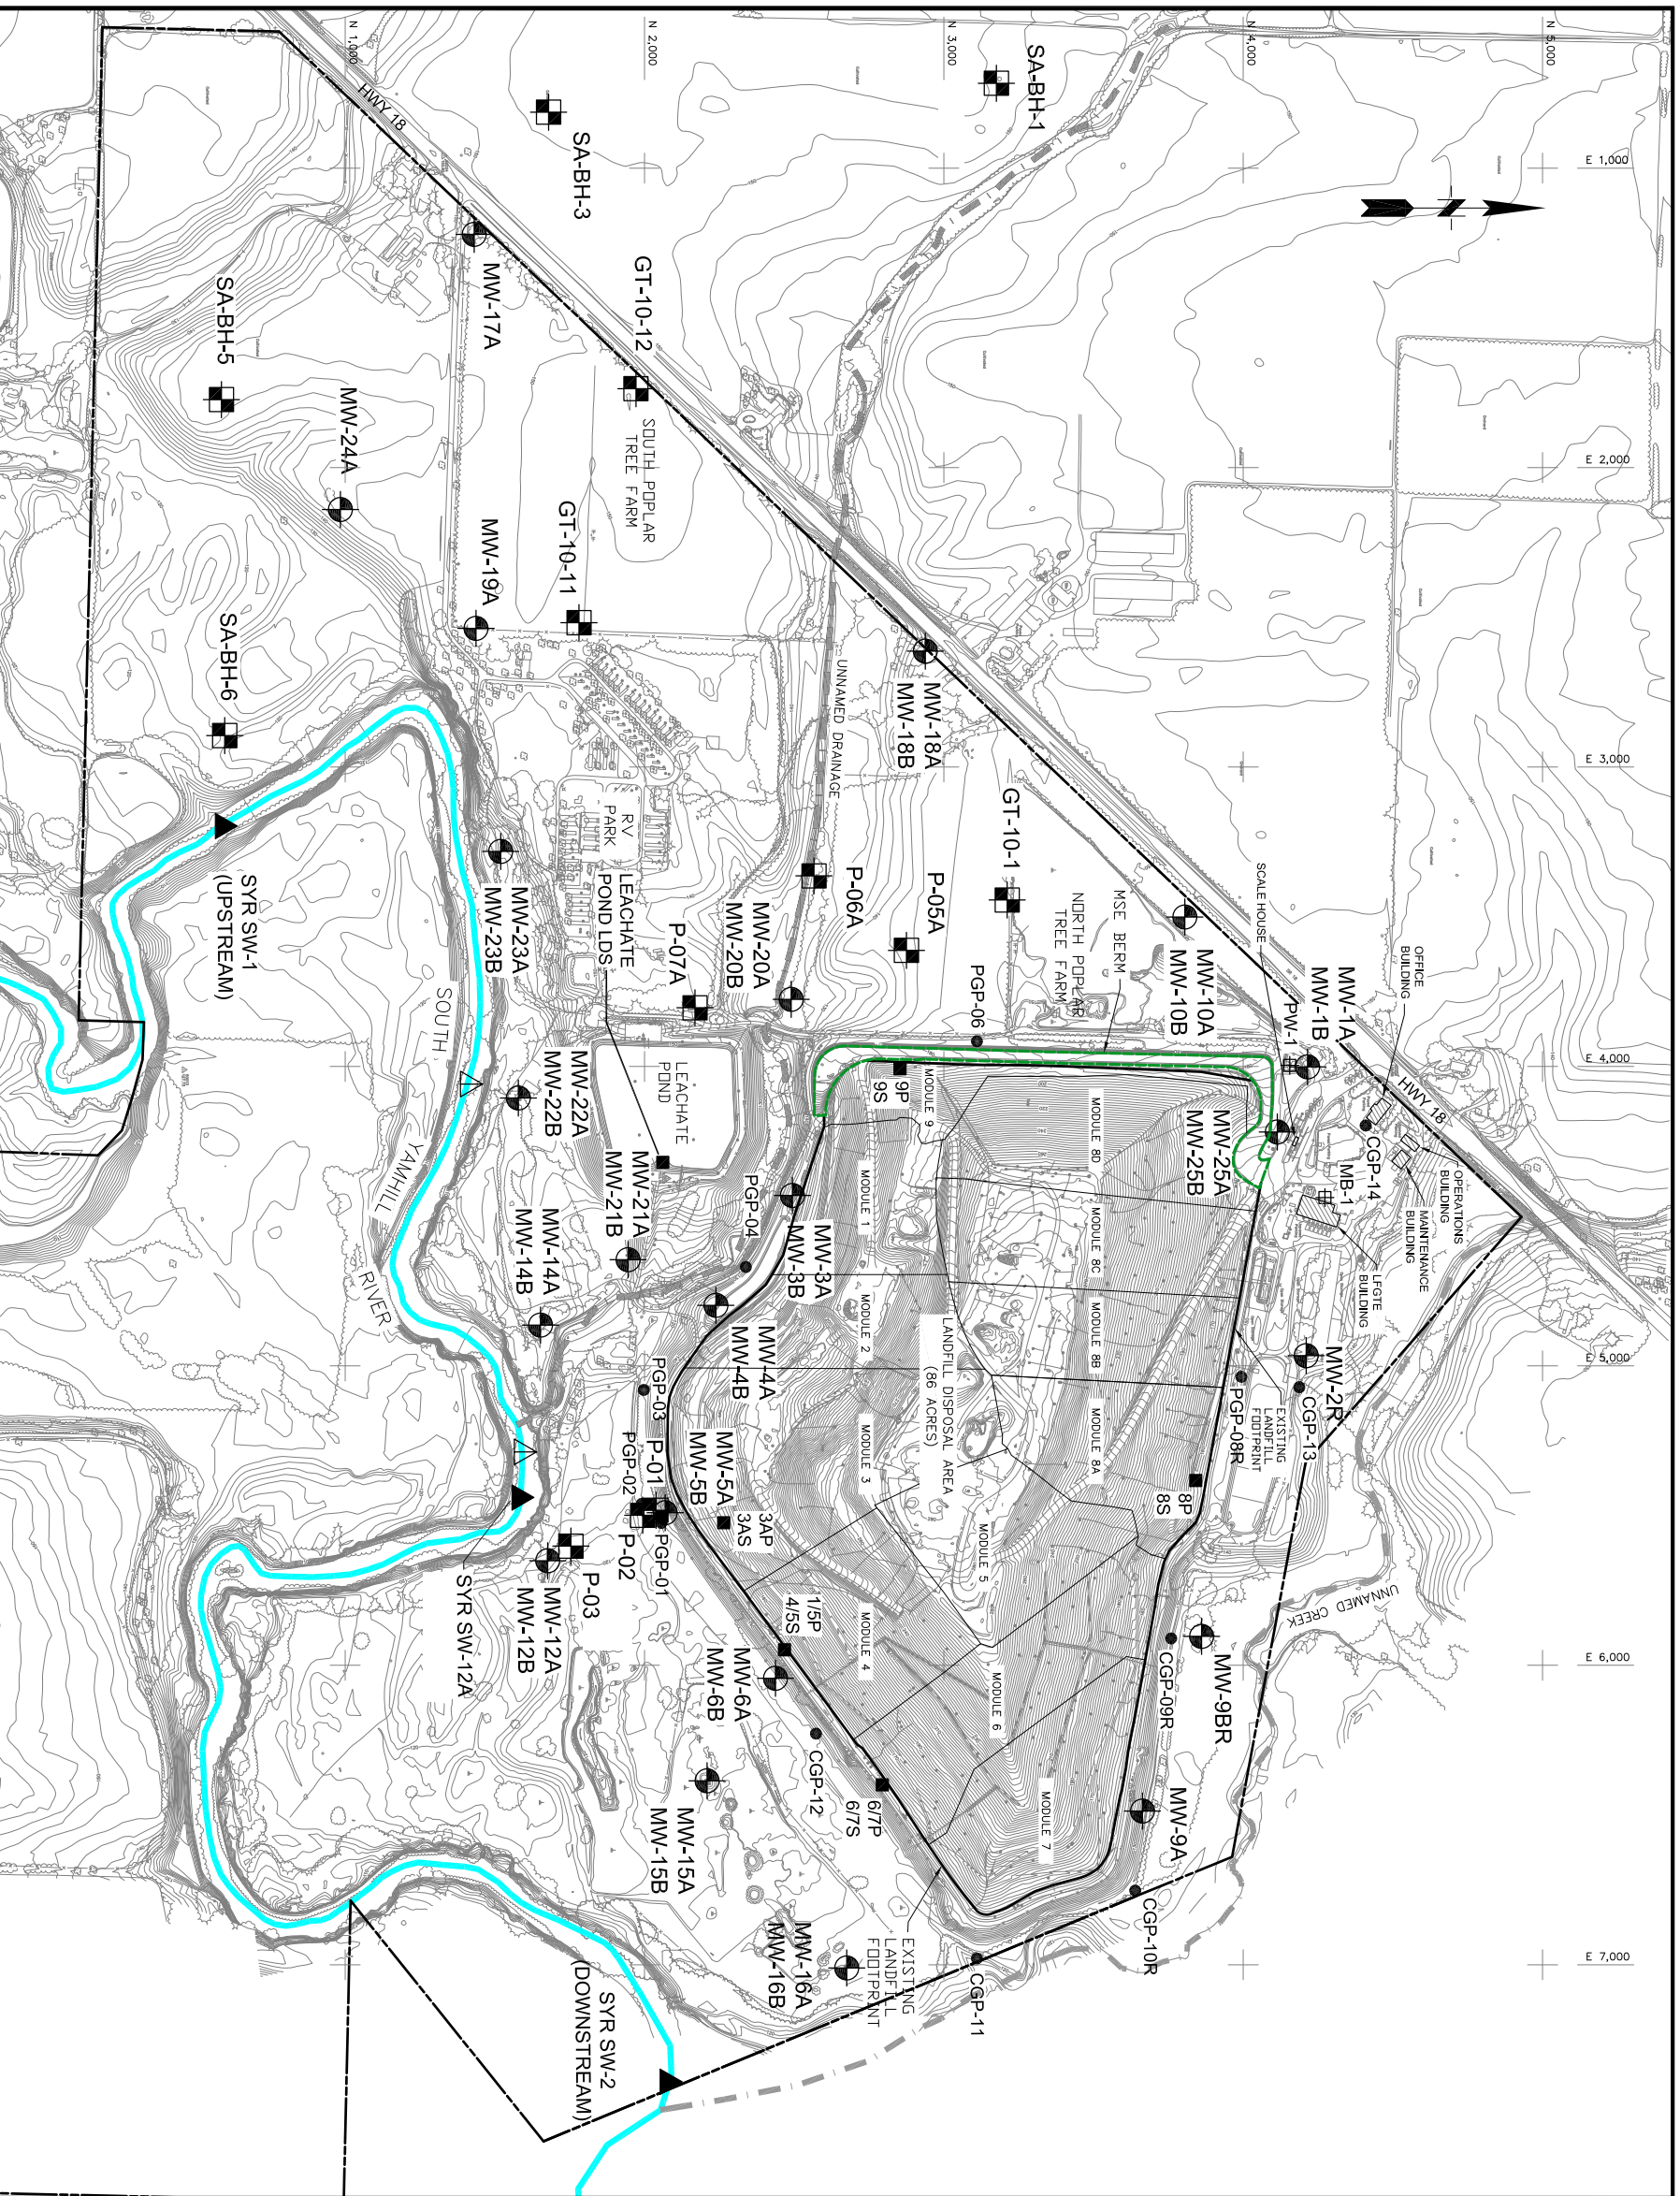 N 1,000
N 2,000
N 3,000
N 4,000
N 5,000
E 1,000
E 2,000
E 3,000
E 4,000
E 5,000
E 6,000
E 7,000
HWY 18
SA-BH-1
SA-BH-3
MW-17A
GT-10-12
SOUTH POPLAR
TREE FARM
SA-BH-5
MW-24A
MW-19A
GT-10-11
SA-BH-6
UNNAMED DRAINAGE
MW-18A
MW-18B
GT-10-1
RV
PARK
LEACHATE
POND LDS
P-06A
P-05A
P-07A
MW-20A
MW-20B
MW-23A
MW-23B
SYR SW-1
(UPSTREAM)
SOUTH
YAMHILL
RIVER
NORTH POPLAR
TREE FARM
MSE BERM
PGP-06
SCALE HOUSE
MW-10A
MW-10B
PW-1
MW-1A
MW-1B
OFFICE
BUILDING
HWY 18
OPERATIONS
BUILDING
MAINTENANCE
BUILDING
LFGTE
BUILDING
CGP-14
MB-1
MW-25A
MW-25B
9P
9S
MODULE 9
MODULE 8D
MODULE 8C
MODULE 8B
MODULE 8A
MODULE 1
MODULE 2
MODULE 3
MODULE 4
MODULE 5
MODULE 6
MODULE 7
LANDFILL DISPOSAL AREA
(86 ACRES)
LEACHATE
POND
MW-22A
MW-22B
MW-21A
MW-21B
MW-14A
MW-14B
PGP-04
MW-3A
MW-3B
MW-4A
MW-4B
PGP-03
MW-5A
MW-5B
3AP
3AS
P-01
PGP-02
PGP-01
P-02
P-03
MW-12A
MW-12B
SYR SW-12A
MW-2R
CGP-13
PGP-08R
EXISTING
LANDFILL
FOOTPRINT
8P
8S
UNNAMED CREEK
1/5P
4/5S
MW-6A
MW-6B
CGP-12
6/7P
6/7S
MW-15A
MW-15B
MW-9BR
CGP-09R
MW-9A
CGP-10R
CGP-11
EXISTING
LANDFILL
FOOTPRINT
MW-16A
MW-16B
SYR SW-2
(DOWNSTREAM)